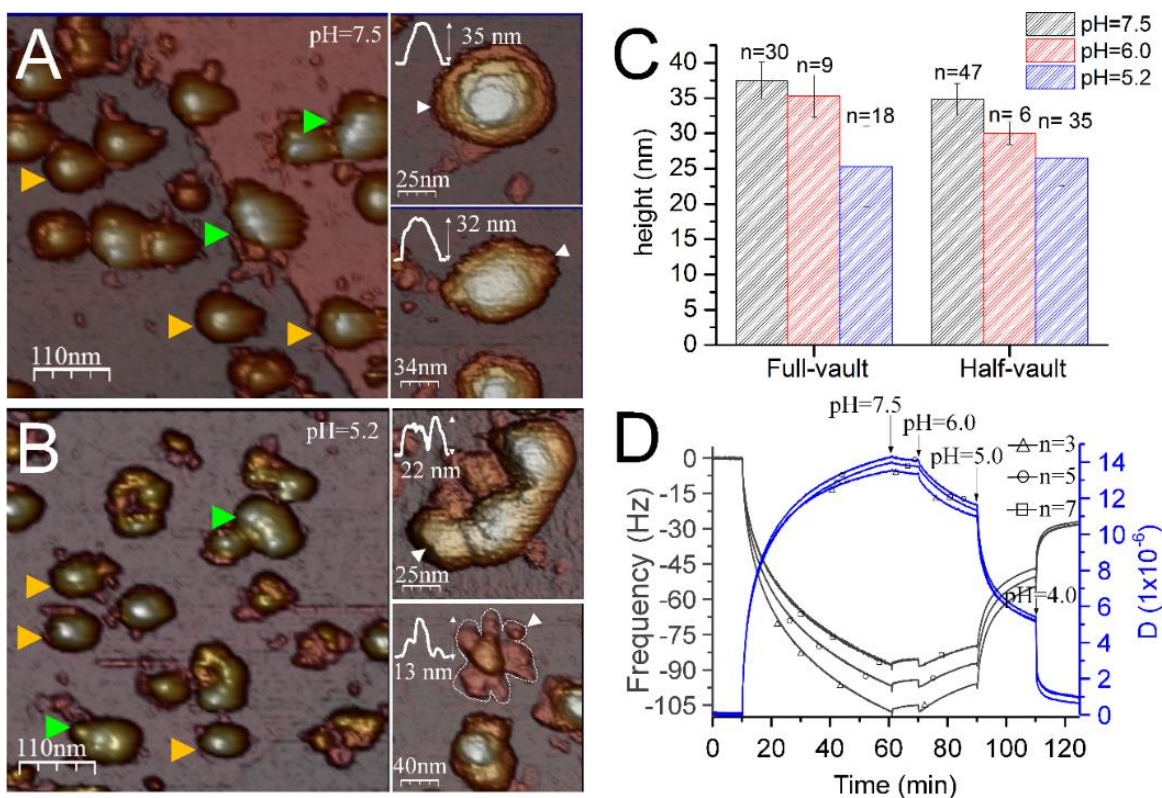 A
pH=7.5
35 nm
25nm
32 nm
34nm
110nm
B
pH=5.2
22 nm
25nm
13 nm
40nm
110nm
C
pH=7.5
pH=6.0
pH=5.2
n=30
n=9
n=18
n=47
n= 6
n= 35
height (nm)
40
35
30
25
20
15
10
5
0
Full-vault
Half-vault
D
pH=7.5
pH=6.0
pH=5.0
pH=4.0
n=3
n=5
n=7
Frequency (Hz)
0
-15
-30
-45
-60
-75
-90
-105
D (1x10⁻⁶)
14
12
10
8
6
4
2
0
0 20 40 60 80 100 120
Time (min)